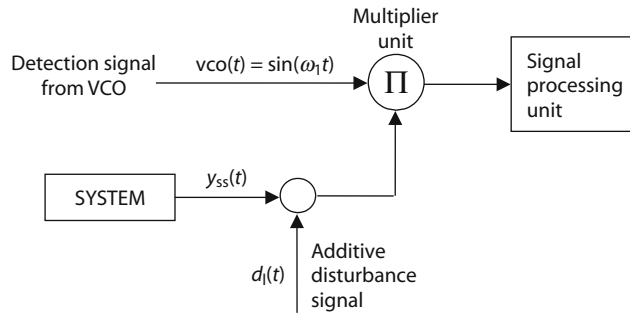 Multiplier
unit
Detection signal
from VCO
vco(t) = sin(ω₁t)
Π
Signal
processing
unit
SYSTEM
yss(t)
dl(t)
Additive
disturbance
signal